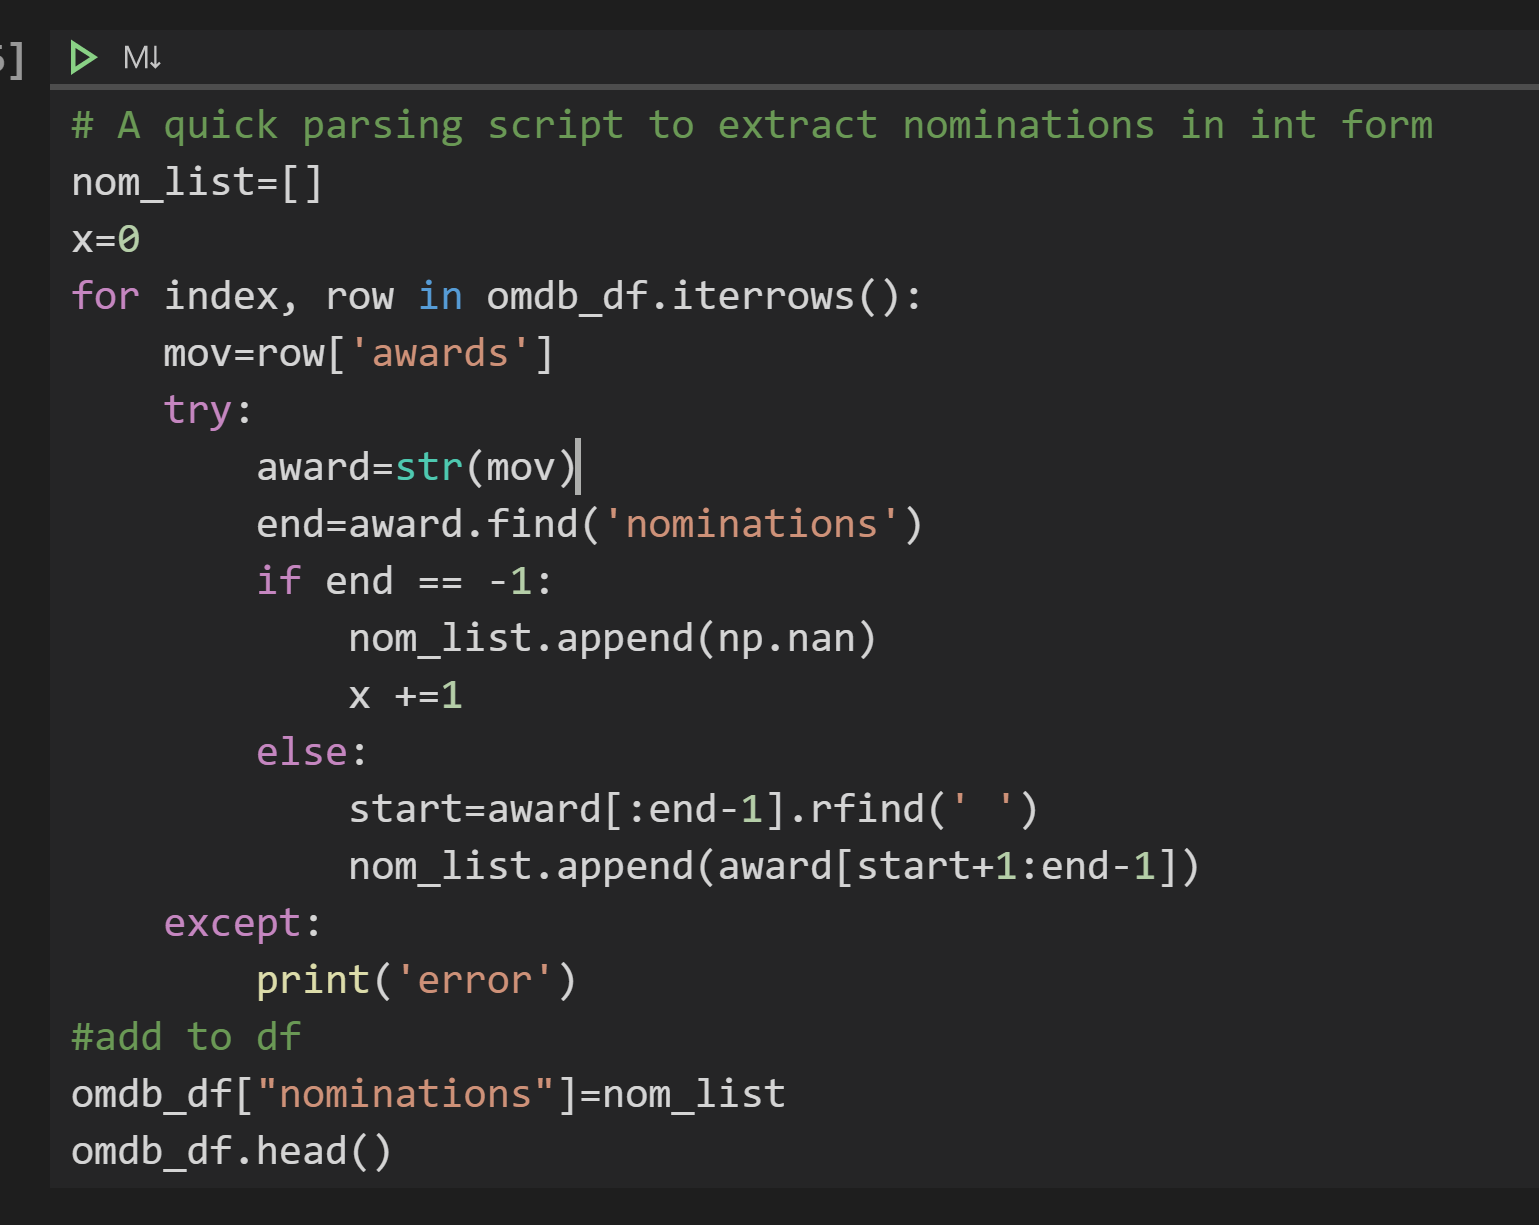 5] M↓
# A quick parsing script to extract nominations in int form
nom_list=[]
x=0
for index, row in omdb_df.iterrows():
    mov=row['awards']
    try:
        award=str(mov)
        end=award.find('nominations')
        if end == -1:
            nom_list.append(np.nan)
            x +=1
        else:
            start=award[:end-1].rfind(' ')
            nom_list.append(award[start+1:end-1])
    except:
        print('error')
#add to df
omdb_df["nominations"]=nom_list
omdb_df.head()